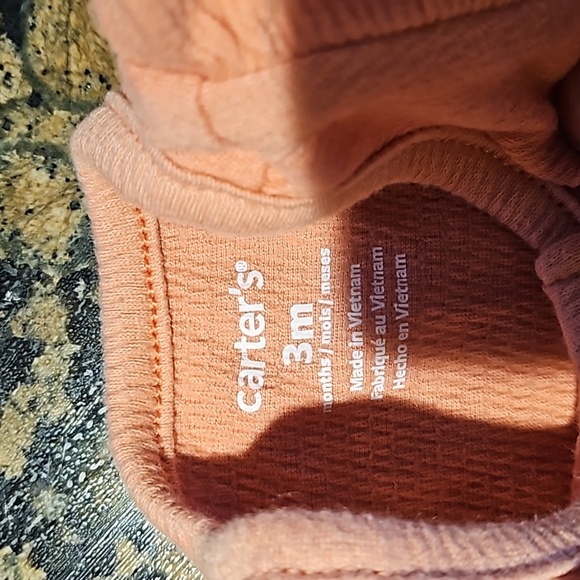 carter's®
3m
months / mois / meses
Made in Vietnam
Fabriqué au Vietnam
Hecho en Vietnam